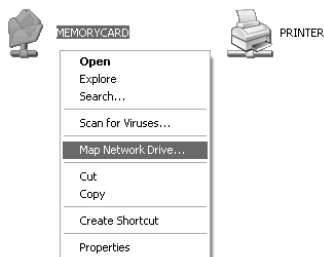 MEMORYCARD
PRINTER
Open
Explore
Search...
Scan for Viruses...
Map Network Drive...
Cut
Copy
Create Shortcut
Properties